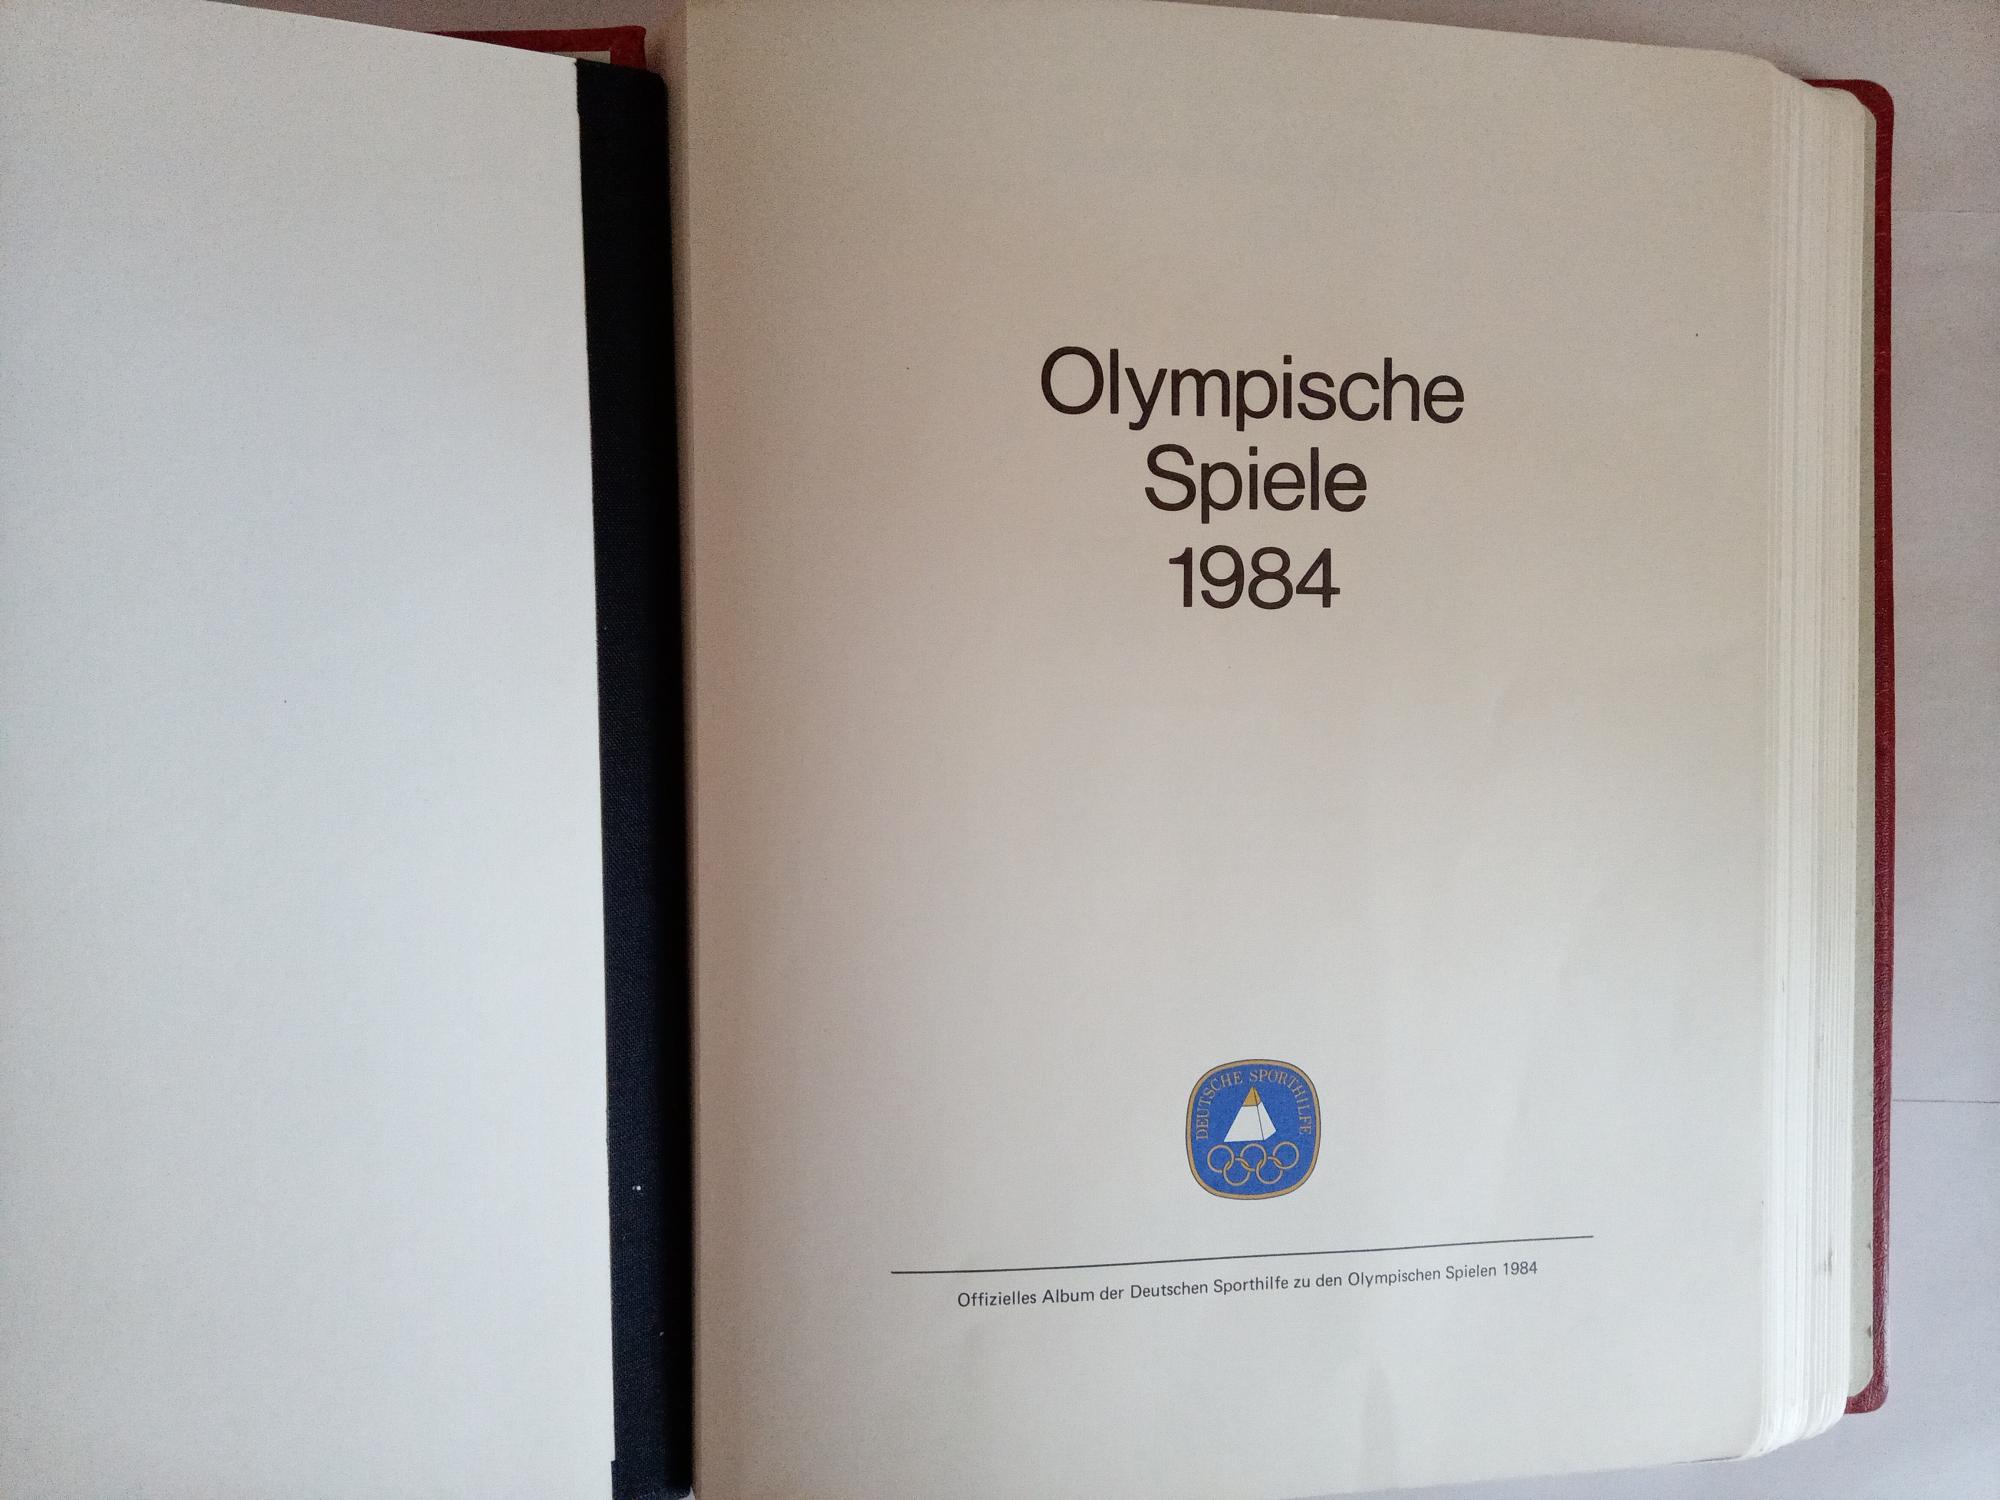 Olympische
Spiele
1984
DEUTSCHE SPORTHILFE
Offizielles Album der Deutschen Sporthilfe zu den Olympischen Spielen 1984